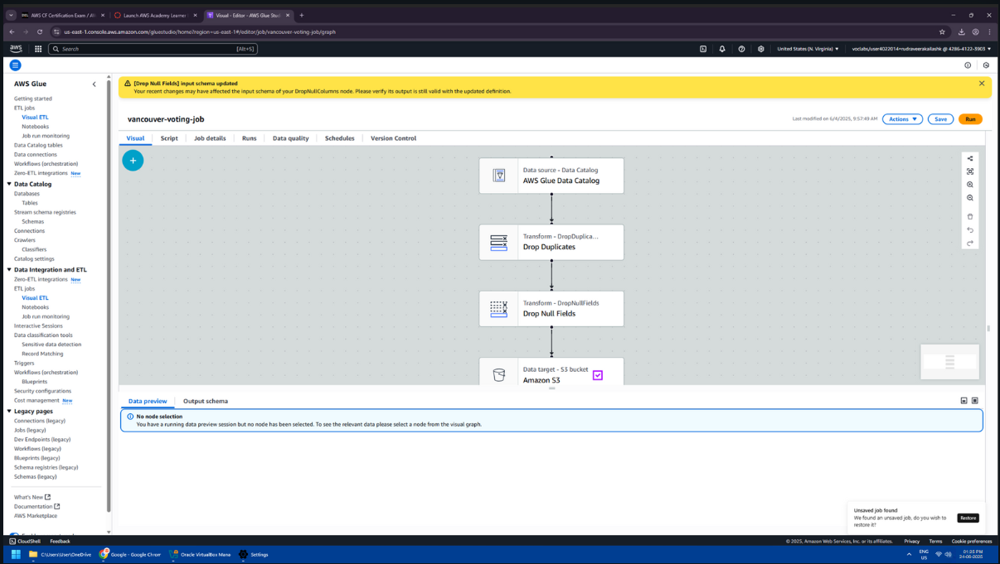 AWS CF Certification Exam /
Launch AWS Academy Learner
Visual - Editor - AWS Glue Stud
us-east-1.console.aws.amazon.com/gluestudio/home?region=us-east-1#/editor/job/vancouver-voting-job/graph
aws
Search
[Alt+S]
United States (N. Virginia)
voclabs/user4022014=rudraveerakailashk @ 4286-4122-3903
AWS Glue
Getting started
ETL jobs
Visual ETL
Notebooks
Job run monitoring
Data Catalog tables
Data connections
Workflows (orchestration)
Zero-ETL integrations New
Data Catalog
Databases
Tables
Stream schema registries
Schemas
Connections
Crawlers
Classifiers
Catalog settings
Data Integration and ETL
Zero-ETL integrations New
ETL jobs
Visual ETL
Notebooks
Job run monitoring
Interactive Sessions
Data classification tools
Sensitive data detection
Record Matching
Triggers
Workflows (orchestration)
Blueprints
Security configurations
Cost management New
Legacy pages
Connections (legacy)
Jobs (legacy)
Dev Endpoints (legacy)
Workflows (legacy)
Blueprints (legacy)
Schema registries (legacy)
Schemas (legacy)
What's New
Documentation
AWS Marketplace
[Drop Null Fields] input schema updated
Your recent changes may have affected the input schema of your DropNullColumns node. Please verify its output is still valid with the updated definition.
vancouver-voting-job
Last modified on 6/4/2025, 9:57:49 AM
Actions
Save
Run
Visual
Script
Job details
Runs
Data quality
Schedules
Version Control
Data source - Data Catalog
AWS Glue Data Catalog
Transform - DropDuplica...
Drop Duplicates
Transform - DropNullFields
Drop Null Fields
Data target - S3 bucket
Amazon S3
Data preview
Output schema
No node selection
You have a running data preview session but no node has been selected. To see the relevant data please select a node from the visual graph.
Unsaved job found
We found an unsaved job, do you wish to
restore it?
Restore
CloudShell
Feedback
© 2025, Amazon Web Services, Inc. or its affiliates.
Privacy
Terms
Cookie preferences
C:\Users\User\OneDrive
Google - Google Chrom
Oracle VirtualBox Mana
Settings
ENG
US
01:25 PM
24-06-2025